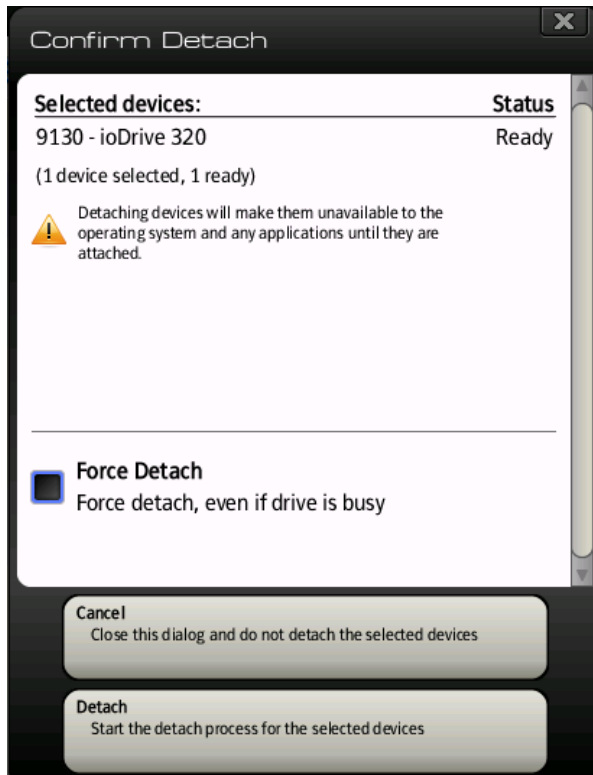 Confirm Detach
Selected devices: Status
9130 - ioDrive 320 Ready
(1 device selected, 1 ready)
Detaching devices will make them unavailable to the
operating system and any applications until they are
attached.
Force Detach
Force detach, even if drive is busy
Cancel
Close this dialog and do not detach the selected devices
Detach
Start the detach process for the selected devices